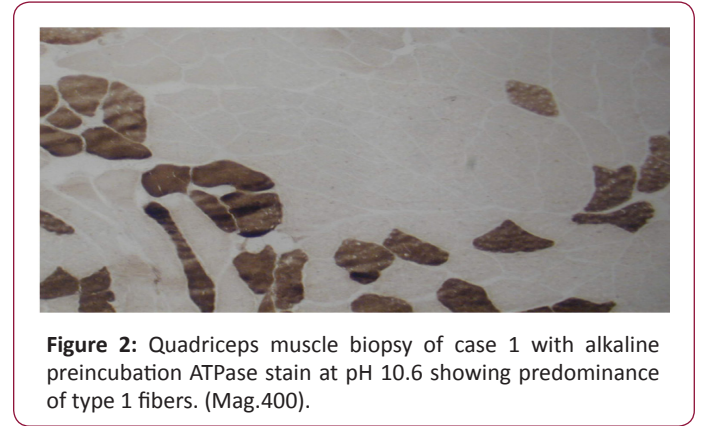 Figure 2: Quadriceps muscle biopsy of case 1 with alkaline
preincubation ATPase stain at pH 10.6 showing predominance
of type 1 fibers. (Mag.400).